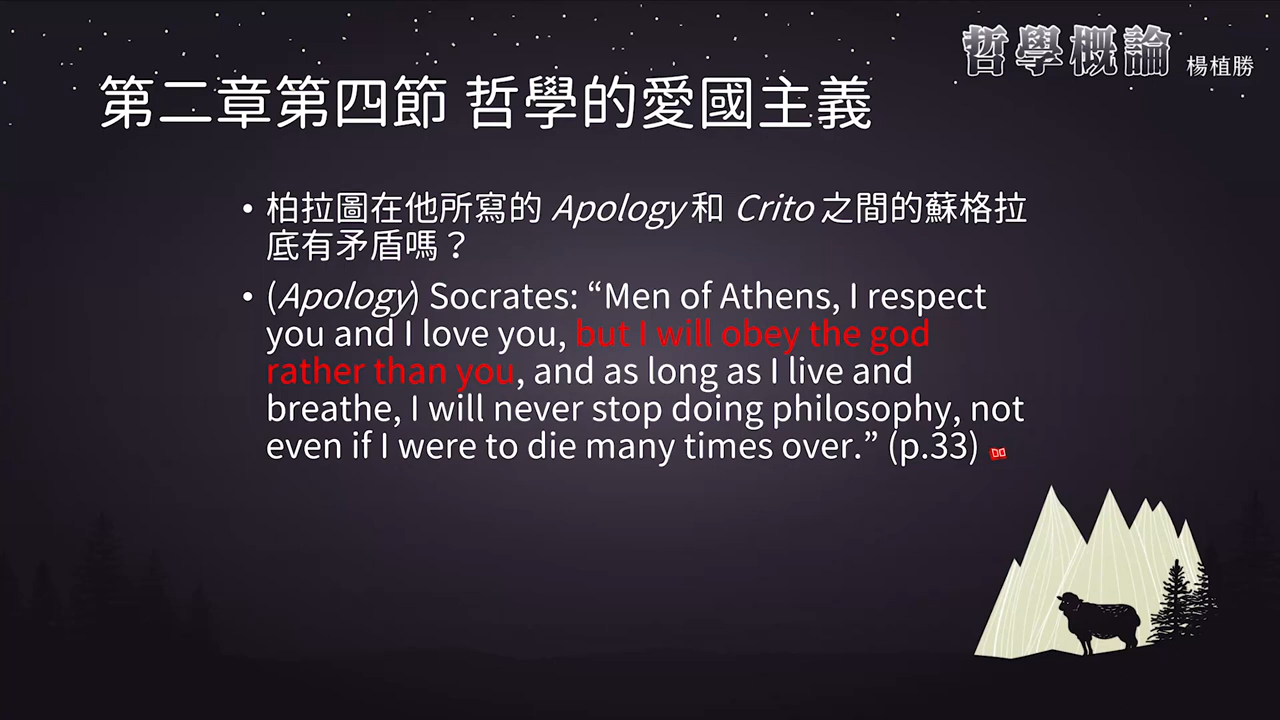 哲學概論 楊植勝
第二章第四節 哲學的愛國主義
• 柏拉圖在他所寫的 Apology 和 Crito 之間的蘇格拉
底有矛盾嗎？
• (Apology) Socrates: “Men of Athens, I respect
you and I love you, but I will obey the god
rather than you, and as long as I live and
breathe, I will never stop doing philosophy, not
even if I were to die many times over.” (p.33)